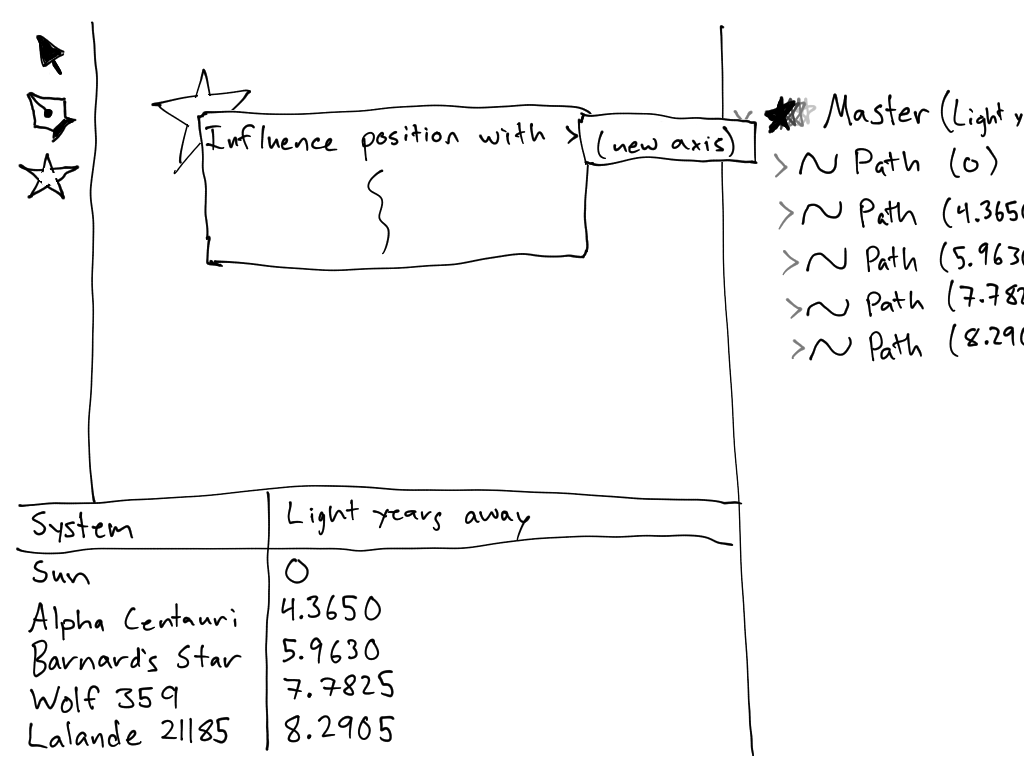 Influence position with >
(new axis)
Master (Light y
Path (0)
Path (4.3650
Path (5.9630
Path (7.782
Path (8.290
System Light years away
Sun 0
Alpha Centauri 4.3650
Barnard's Star 5.9630
Wolf 359 7.7825
Lalande 21185 8.2905